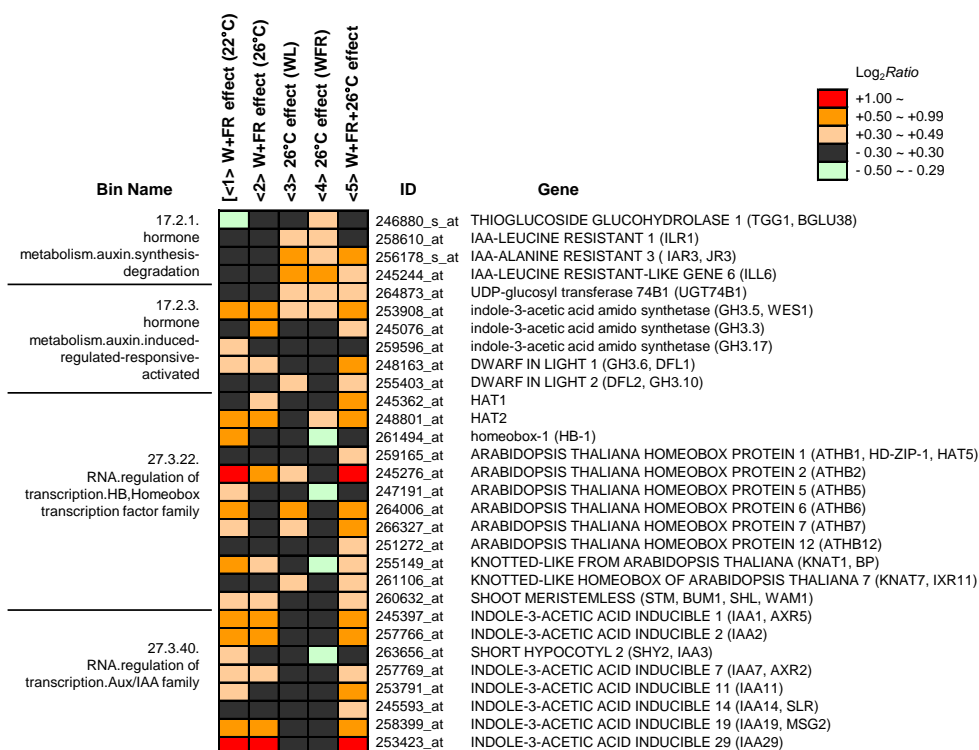 [<1> W+FR effect (22°C)
<2> W+FR effect (26°C)
<3> 26°C effect (WL)
<4> 26°C effect (WFR)
<5> W+FR+26°C effect
Log2Ratio
+1.00 ~
+0.50 ~ +0.99
+0.30 ~ +0.49
- 0.30 ~ +0.30
- 0.50 ~ - 0.29
Bin Name
ID
Gene
17.2.1.
hormone
metabolism.auxin.synthesis-
degradation
17.2.3.
hormone
metabolism.auxin.induced-
regulated-responsive-
activated
27.3.22.
RNA.regulation of
transcription.HB,Homeobox
transcription factor family
27.3.40.
RNA.regulation of
transcription.Aux/IAA family
246880_s_at THIOGLUCOSIDE GLUCOHYDROLASE 1 (TGG1, BGLU38)
258610_at IAA-LEUCINE RESISTANT 1 (ILR1)
256178_s_at IAA-ALANINE RESISTANT 3 ( IAR3, JR3)
245244_at IAA-LEUCINE RESISTANT-LIKE GENE 6 (ILL6)
264873_at UDP-glucosyl transferase 74B1 (UGT74B1)
253908_at indole-3-acetic acid amido synthetase (GH3.5, WES1)
245076_at indole-3-acetic acid amido synthetase (GH3.3)
259596_at indole-3-acetic acid amido synthetase (GH3.17)
248163_at DWARF IN LIGHT 1 (GH3.6, DFL1)
255403_at DWARF IN LIGHT 2 (DFL2, GH3.10)
245362_at HAT1
248801_at HAT2
261494_at homeobox-1 (HB-1)
259165_at ARABIDOPSIS THALIANA HOMEOBOX PROTEIN 1 (ATHB1, HD-ZIP-1, HAT5)
245276_at ARABIDOPSIS THALIANA HOMEOBOX PROTEIN 2 (ATHB2)
247191_at ARABIDOPSIS THALIANA HOMEOBOX PROTEIN 5 (ATHB5)
264006_at ARABIDOPSIS THALIANA HOMEOBOX PROTEIN 6 (ATHB6)
266327_at ARABIDOPSIS THALIANA HOMEOBOX PROTEIN 7 (ATHB7)
251272_at ARABIDOPSIS THALIANA HOMEOBOX PROTEIN 12 (ATHB12)
255149_at KNOTTED-LIKE FROM ARABIDOPSIS THALIANA (KNAT1, BP)
261106_at KNOTTED-LIKE HOMEOBOX OF ARABIDOPSIS THALIANA 7 (KNAT7, IXR11)
260632_at SHOOT MERISTEMLESS (STM, BUM1, SHL, WAM1)
245397_at INDOLE-3-ACETIC ACID INDUCIBLE 1 (IAA1, AXR5)
257766_at INDOLE-3-ACETIC ACID INDUCIBLE 2 (IAA2)
263656_at SHORT HYPOCOTYL 2 (SHY2, IAA3)
257769_at INDOLE-3-ACETIC ACID INDUCIBLE 7 (IAA7, AXR2)
253791_at INDOLE-3-ACETIC ACID INDUCIBLE 11 (IAA11)
245593_at INDOLE-3-ACETIC ACID INDUCIBLE 14 (IAA14, SLR)
258399_at INDOLE-3-ACETIC ACID INDUCIBLE 19 (IAA19, MSG2)
253423_at INDOLE-3-ACETIC ACID INDUCIBLE 29 (IAA29)